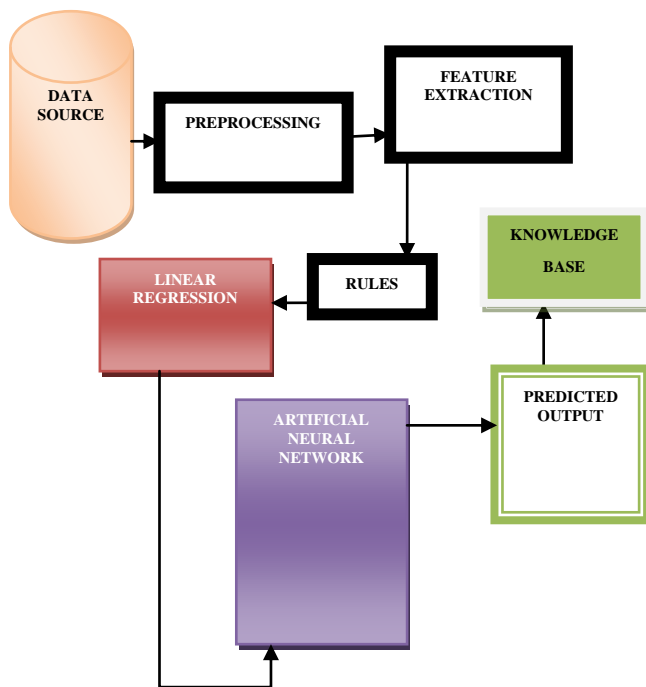 DATA
SOURCE
PREPROCESSING
FEATURE
EXTRACTION
RULES
LINEAR
REGRESSION
ARTIFICIAL
NEURAL
NETWORK
PREDICTED
OUTPUT
KNOWLEDGE
BASE